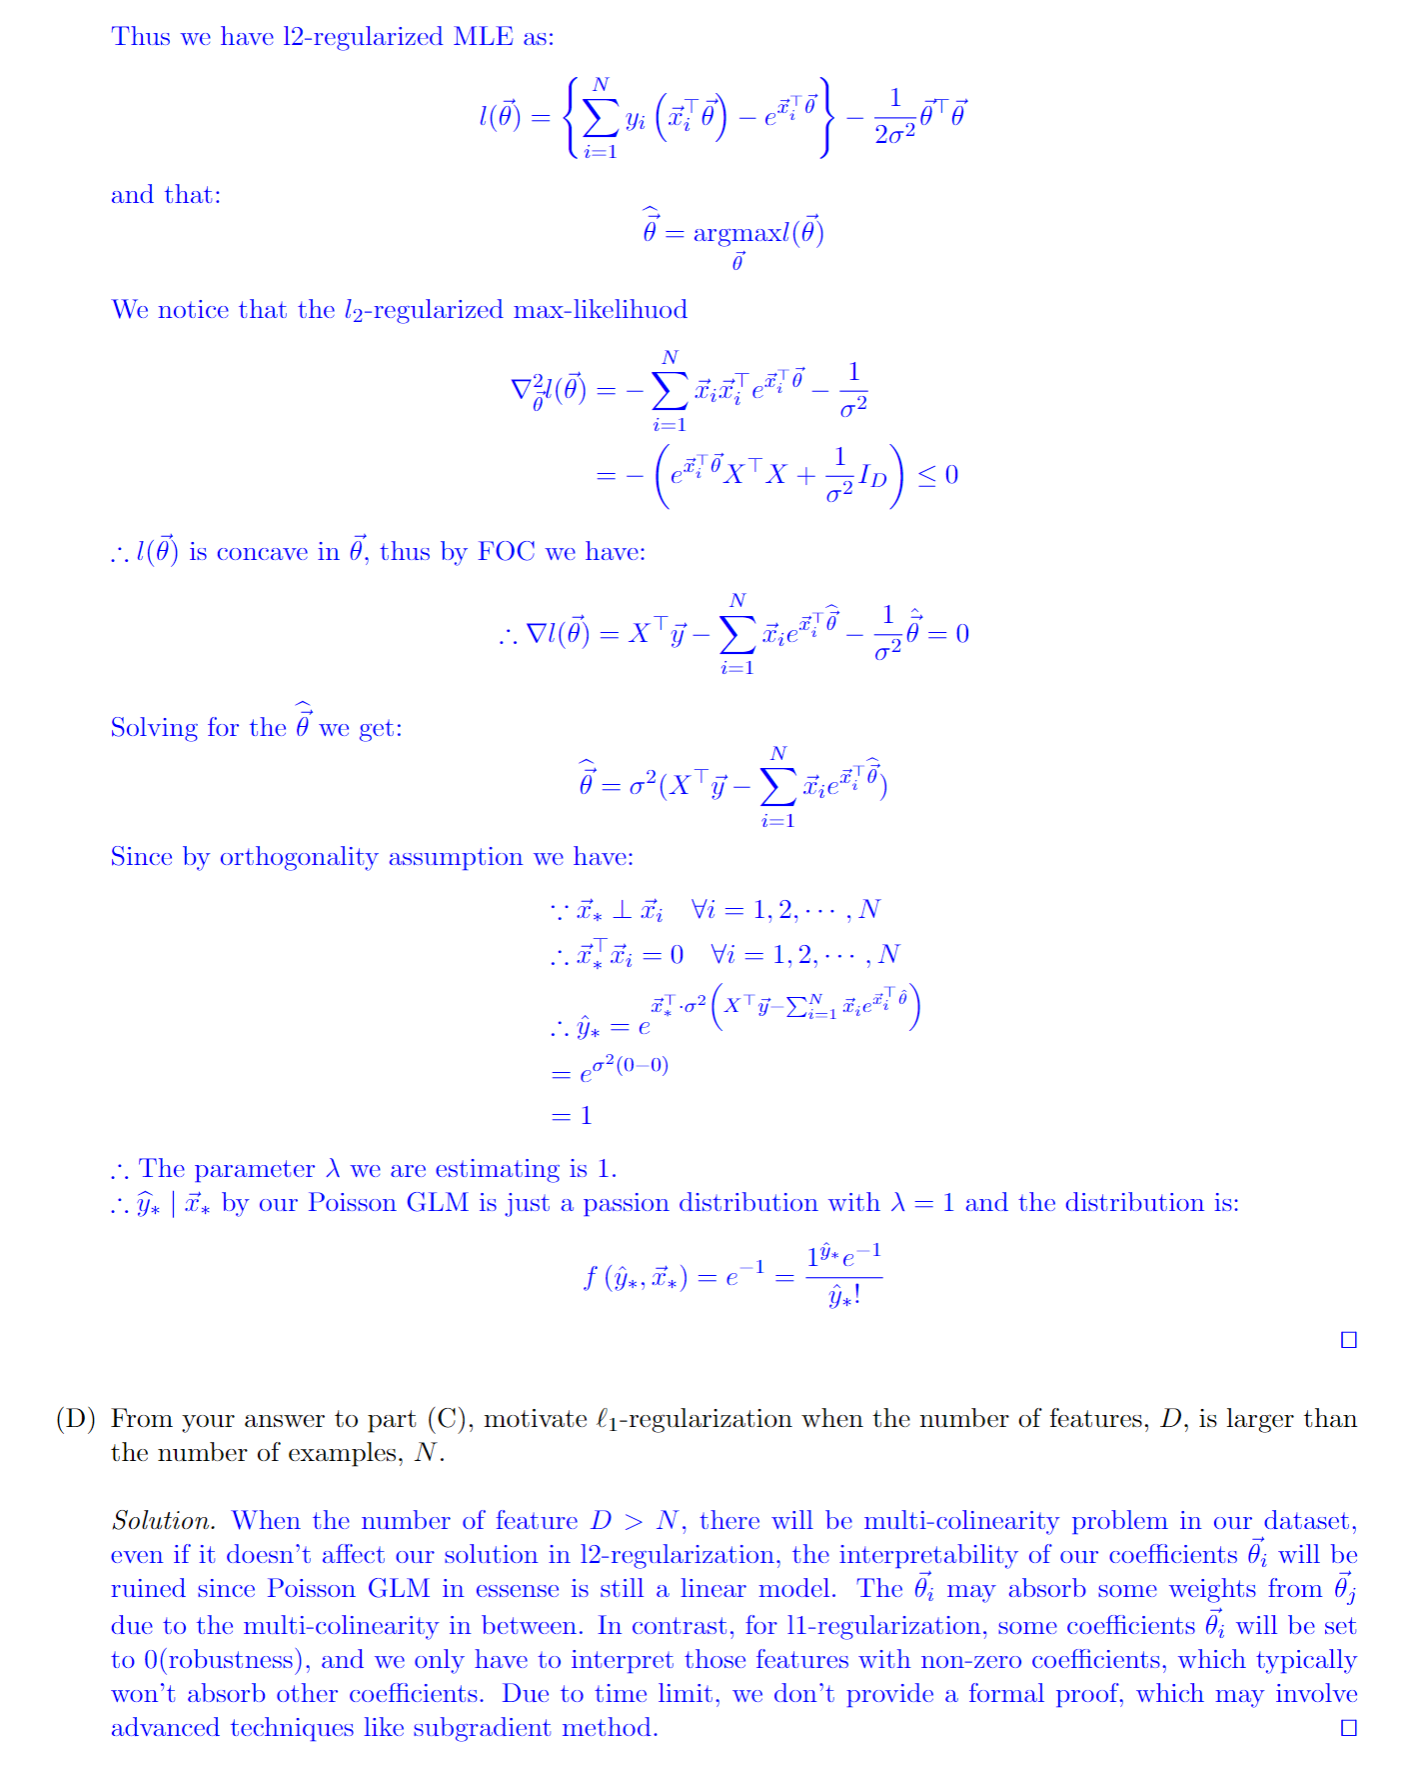 Thus we have l2-regularized MLE as:
$l(\vec{\theta}) = \left\{ \sum_{i=1}^{N} y_i \left( \vec{x}_i^\top \vec{\theta} \right) - e^{\vec{x}_i^\top \vec{\theta}} \right\} - \frac{1}{2\sigma^2} \vec{\theta}^\top \vec{\theta}$
and that:
$\widehat{\vec{\theta}} = \underset{\vec{\theta}}{\text{argmax}} l(\vec{\theta})$
We notice that the $l_2$-regularized max-likelihuod
$\nabla^2_{\vec{\theta}} l(\vec{\theta}) = - \sum_{i=1}^{N} \vec{x}_i \vec{x}_i^\top e^{\vec{x}_i^\top \vec{\theta}} - \frac{1}{\sigma^2}$
$= - \left( e^{\vec{x}_i^\top \vec{\theta}} X^\top X + \frac{1}{\sigma^2} I_D \right) \leq 0$
$\therefore l(\vec{\theta})$ is concave in $\vec{\theta}$, thus by FOC we have:
$\therefore \nabla l(\vec{\theta}) = X^\top \vec{y} - \sum_{i=1}^{N} \vec{x}_i e^{\vec{x}_i^\top \widehat{\vec{\theta}}} - \frac{1}{\sigma^2} \hat{\vec{\theta}} = 0$
Solving for the $\widehat{\vec{\theta}}$ we get:
$\widehat{\vec{\theta}} = \sigma^2 (X^\top \vec{y} - \sum_{i=1}^{N} \vec{x}_i e^{\vec{x}_i^\top \widehat{\vec{\theta}}})$
Since by orthogonality assumption we have:
$\because \vec{x}_* \perp \vec{x}_i \quad \forall i = 1, 2, \cdots, N$
$\therefore \vec{x}_*^\top \vec{x}_i = 0 \quad \forall i = 1, 2, \cdots, N$
$\therefore \hat{y}_* = e^{\vec{x}_*^\top \cdot \sigma^2 \left( X^\top \vec{y} - \sum_{i=1}^{N} \vec{x}_i e^{\vec{x}_i^\top \hat{\theta}} \right)}$
$= e^{\sigma^2 (0-0)}$
$= 1$
$\therefore$ The parameter $\lambda$ we are estimating is 1.
$\therefore \widehat{y}_* \mid \vec{x}_*$ by our Poisson GLM is just a passion distribution with $\lambda = 1$ and the distribution is:
$f(\hat{y}_*, \vec{x}_*) = e^{-1} = \frac{1^{\hat{y}_*} e^{-1}}{\hat{y}_*!}$
□
(D) From your answer to part (C), motivate $\ell_1$-regularization when the number of features, $D$, is larger than
the number of examples, $N$.
Solution. When the number of feature $D > N$, there will be multi-colinearity problem in our dataset,
even if it doesn't affect our solution in l2-regularization, the interpretability of our coefficients $\vec{\theta}_i$ will be
ruined since Poisson GLM in essense is still a linear model. The $\vec{\theta}_i$ may absorb some weights from $\vec{\theta}_j$
due to the multi-colinearity in between. In contrast, for l1-regularization, some coefficients $\vec{\theta}_i$ will be set
to 0(robustness), and we only have to interpret those features with non-zero coefficients, which typically
won't absorb other coefficients. Due to time limit, we don't provide a formal proof, which may involve
advanced techniques like subgradient method. □